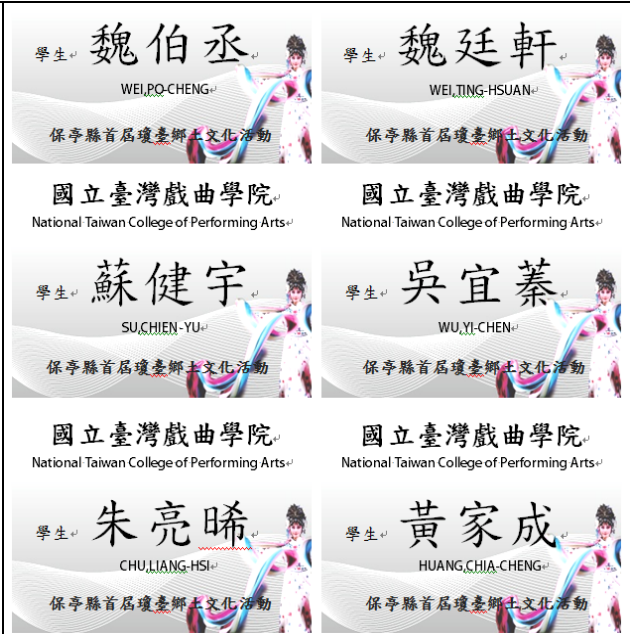 學生 魏伯丞
WEI,PO-CHENG
保亭縣首屆瓊臺鄉土文化活動
學生 魏廷軒
WEI,TING-HSUAN
保亭縣首屆瓊臺鄉土文化活動
國立臺灣戲曲學院
National Taiwan College of Performing Arts
學生 蘇健宇
SU,CHIEN-YU
保亭縣首屆瓊臺鄉土文化活動
國立臺灣戲曲學院
National Taiwan College of Performing Arts
學生 吳宜蓁
WU,YI-CHEN
保亭縣首屆瓊臺鄉土文化活動
國立臺灣戲曲學院
National Taiwan College of Performing Arts
學生 朱亮晞
CHU,LIANG-HSI
保亭縣首屆瓊臺鄉土文化活動
國立臺灣戲曲學院
National Taiwan College of Performing Arts
學生 黃家成
HUANG,CHIA-CHENG
保亭縣首屆瓊臺鄉土文化活動